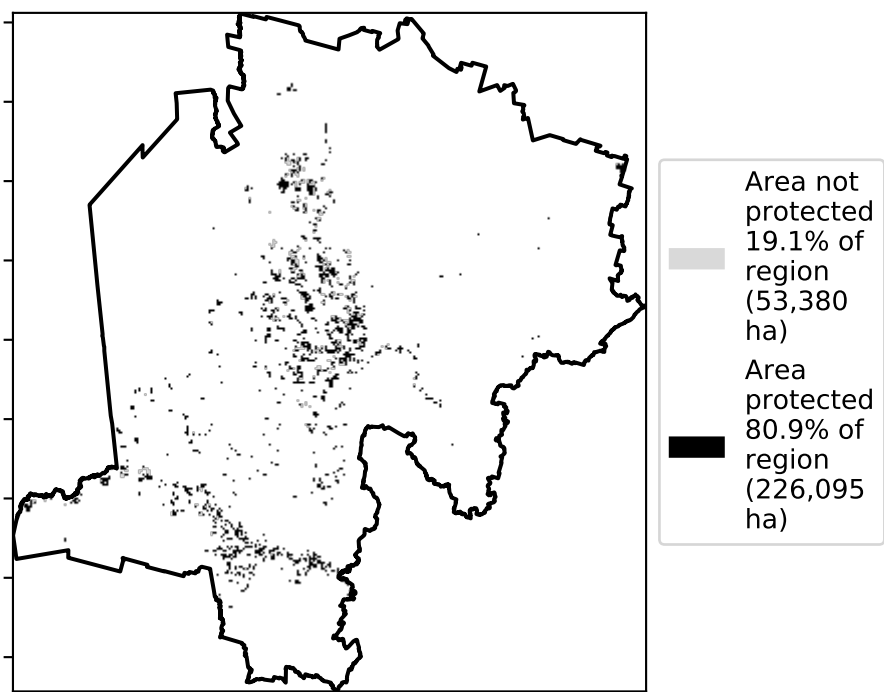 Area not
protected
19.1% of
region
(53,380
ha)
Area
protected
80.9% of
region
(226,095
ha)